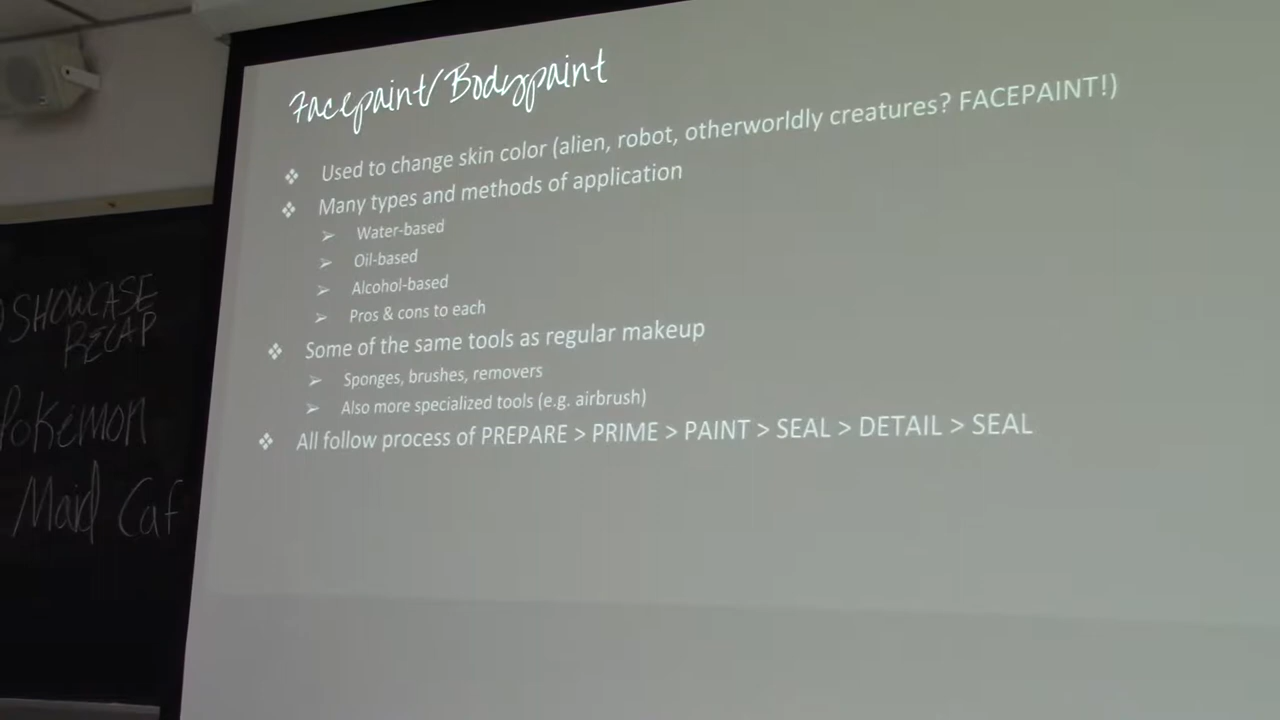 Facepaint/Bodypaint
❖ Used to change skin color (alien, robot, otherworldly creatures? FACEPAINT!)
❖ Many types and methods of application
➢ Water-based
➢ Oil-based
➢ Alcohol-based
➢ Pros & cons to each
❖ Some of the same tools as regular makeup
➢ Sponges, brushes, removers
➢ Also more specialized tools (e.g. airbrush)
❖ All follow process of PREPARE > PRIME > PAINT > SEAL > DETAIL > SEAL
SHOWCASE
RECAP
Pokemon
Maid Caf